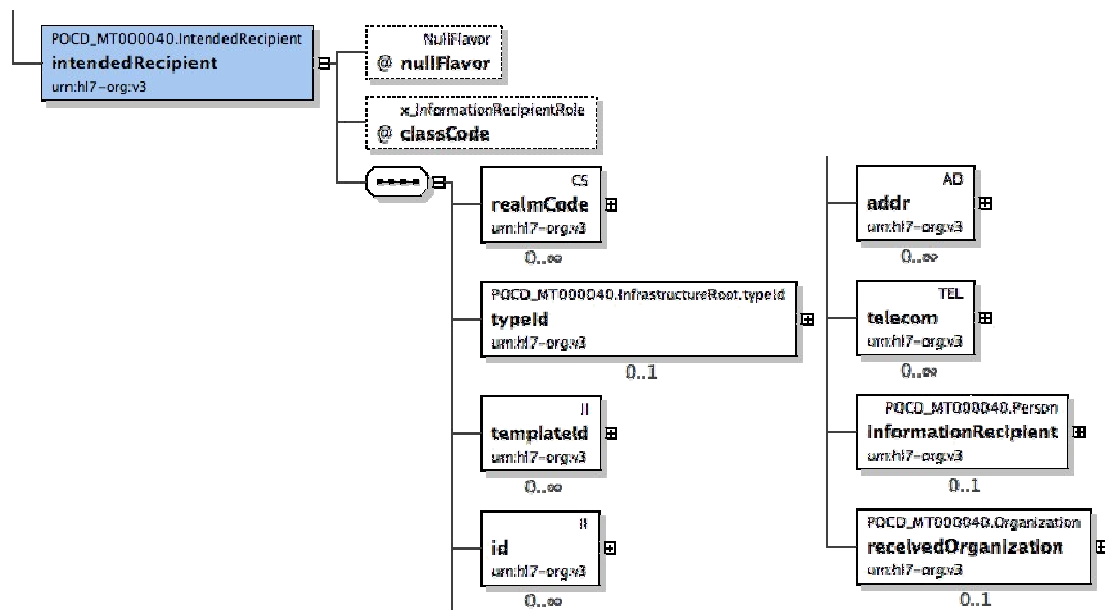 POCD_MT000040.IntendedRecipient
intendedRecipient
urn:hl7-org:v3
NullFlavor
@ nullFlavor
x_InformationRecipientRole
@ classCode
CS
realmCode
urn:hl7-org:v3
0..∞
POCD_MT000040.InfrastructureRoot.typeId
typeId
urn:hl7-org:v3
0..1
II
templateId
urn:hl7-org:v3
0..∞
II
id
urn:hl7-org:v3
0..∞
AD
addr
urn:hl7-org:v3
0..∞
TEL
telecom
urn:hl7-org:v3
0..∞
POCD_MT000040.Person
informationRecipient
urn:hl7-org:v3
0..1
POCD_MT000040.Organization
receivedOrganization
urn:hl7-org:v3
0..1